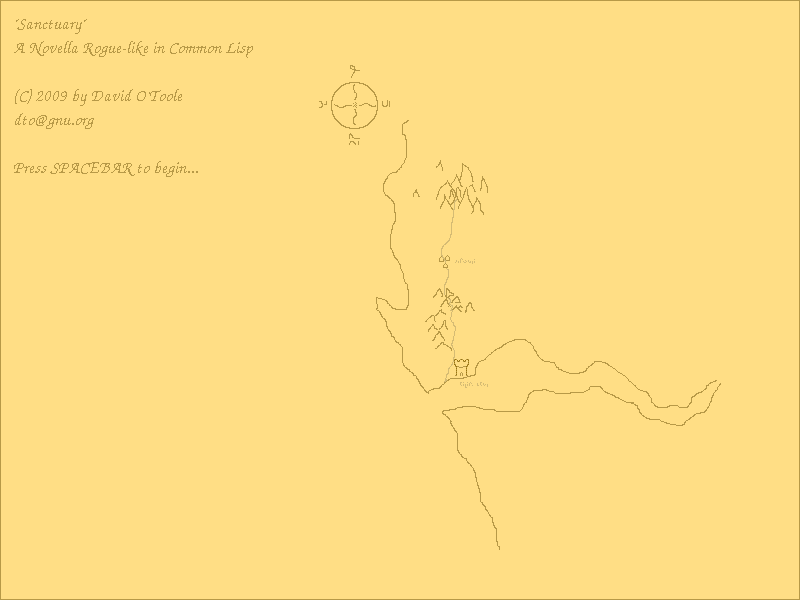 "Sanctuary"
A Novella Rogue-like in Common Lisp
(C) 2009 by David O'Toole
dto@gnu.org
Press SPACEBAR to begin...